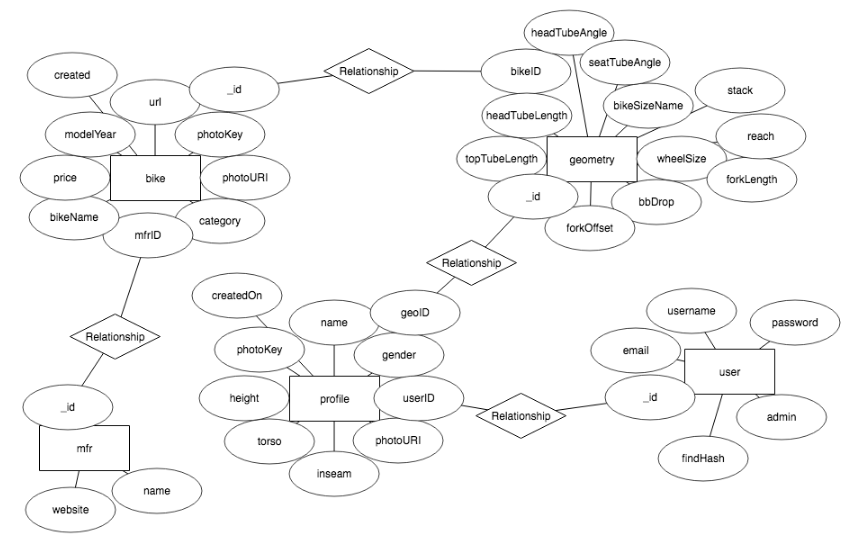 headTubeAngle
created
url
_id
Relationship
bikeID
seatTubeAngle
stack
bikeSizeName
headTubeLength
modelYear
photoKey
reach
topTubeLength
geometry
wheelSize
price
bike
photoURI
forkLength
_id
bbDrop
bikeName
mfrID
category
forkOffset
Relationship
createdOn
name
geoID
username
password
Relationship
photoKey
gender
email
user
height
profile
userID
_id
_id
Relationship
admin
torso
photoURI
mfr
inseam
findHash
name
website